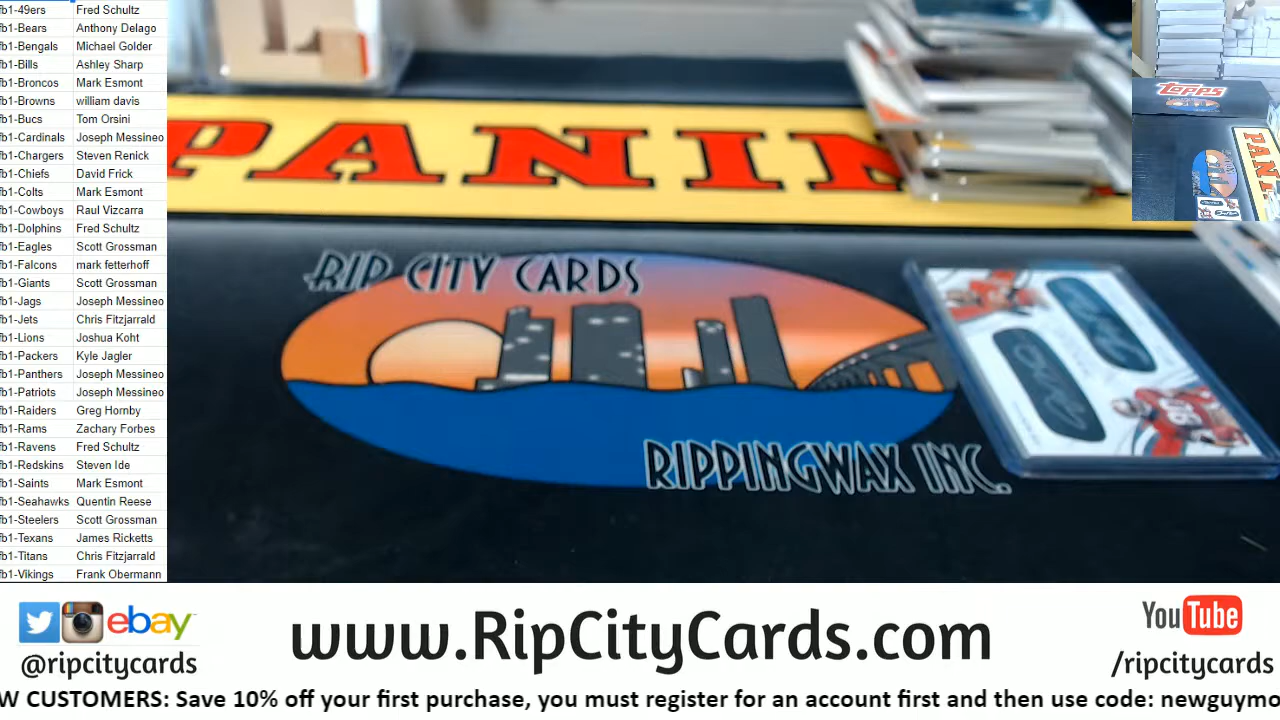 fb1-49ers Fred Schultz
fb1-Bears Anthony Delago
fb1-Bengals Michael Golder
fb1-Bills Ashley Sharp
fb1-Broncos Mark Esmont
fb1-Browns william davis
fb1-Bucs Tom Orsini
fb1-Cardinals Joseph Messineo
fb1-Chargers Steven Renick
fb1-Chiefs David Frick
fb1-Colts Mark Esmont
fb1-Cowboys Raul Vizcarra
fb1-Dolphins Fred Schultz
fb1-Eagles Scott Grossman
fb1-Falcons mark fetterhoff
fb1-Giants Scott Grossman
fb1-Jags Joseph Messineo
fb1-Jets Chris Fitzjarrald
fb1-Lions Joshua Koht
fb1-Packers Kyle Jagler
fb1-Panthers Joseph Messineo
fb1-Patriots Joseph Messineo
fb1-Raiders Greg Hornby
fb1-Rams Zachary Forbes
fb1-Ravens Fred Schultz
fb1-Redskins Steven Ide
fb1-Saints Mark Esmont
fb1-Seahawks Quentin Reese
fb1-Steelers Scott Grossman
fb1-Texans James Ricketts
fb1-Titans Chris Fitzjarrald
fb1-Vikings Frank Obermann
PANIN
RIP CITY CARDS
RIPPINGWAX INC.
Topps
PANI
ebay
@ripcitycards
www.RipCityCards.com
YouTube
/ripcitycards
W CUSTOMERS: Save 10% off your first purchase, you must register for an account first and then use code: newguymo